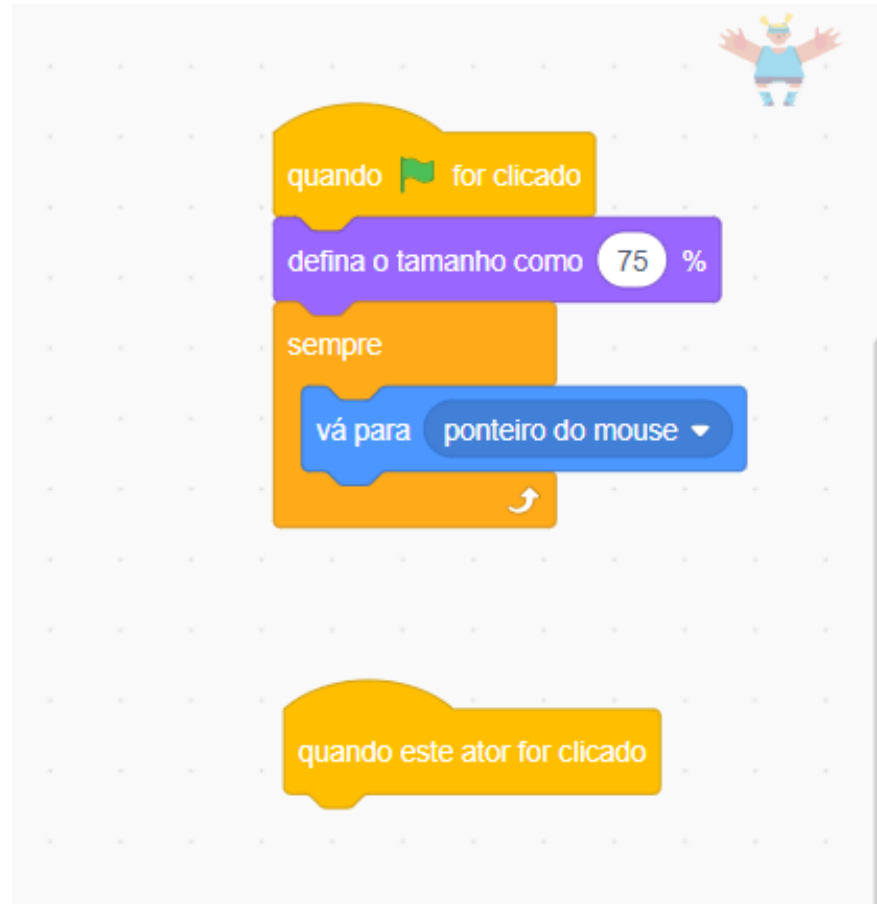 quando for clicado
defina o tamanho como 75 %
sempre
vá para ponteiro do mouse
quando este ator for clicado